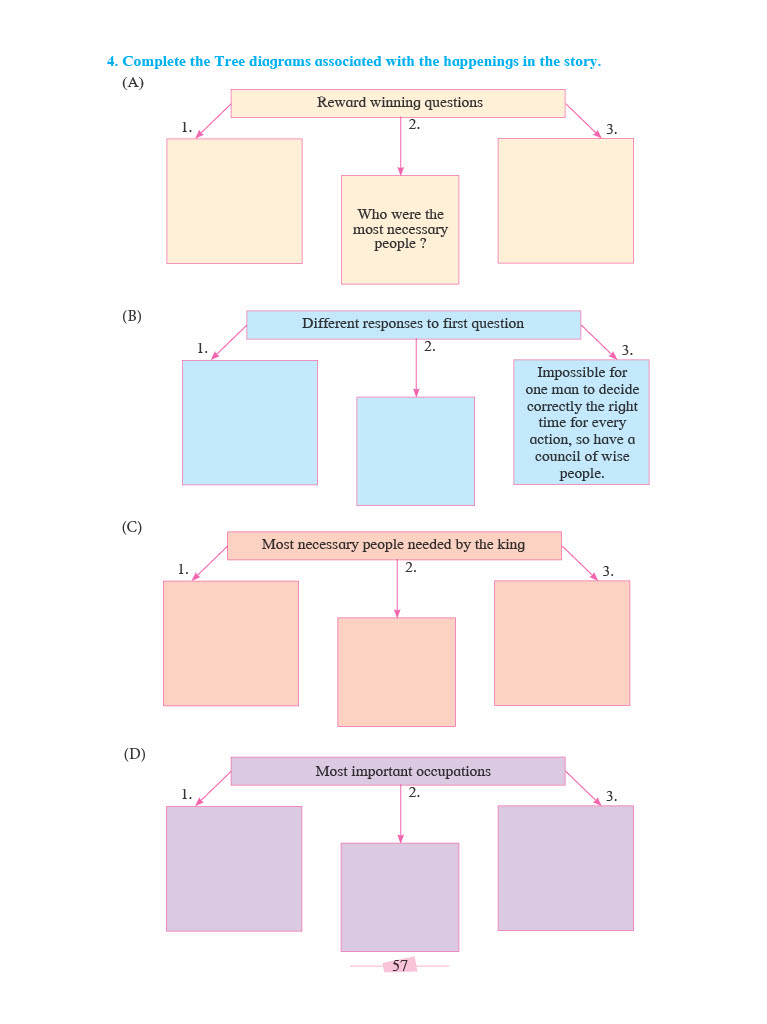 4. Complete the Tree diagrams associated with the happenings in the story.
(A)
Reward winning questions
1.
2.
3.
Who were the
most necessary
people ?
(B)
Different responses to first question
1.
2.
3.
Impossible for
one man to decide
correctly the right
time for every
action, so have a
council of wise
people.
(C)
Most necessary people needed by the king
1.
2.
3.
(D)
Most important occupations
1.
2.
3.
57